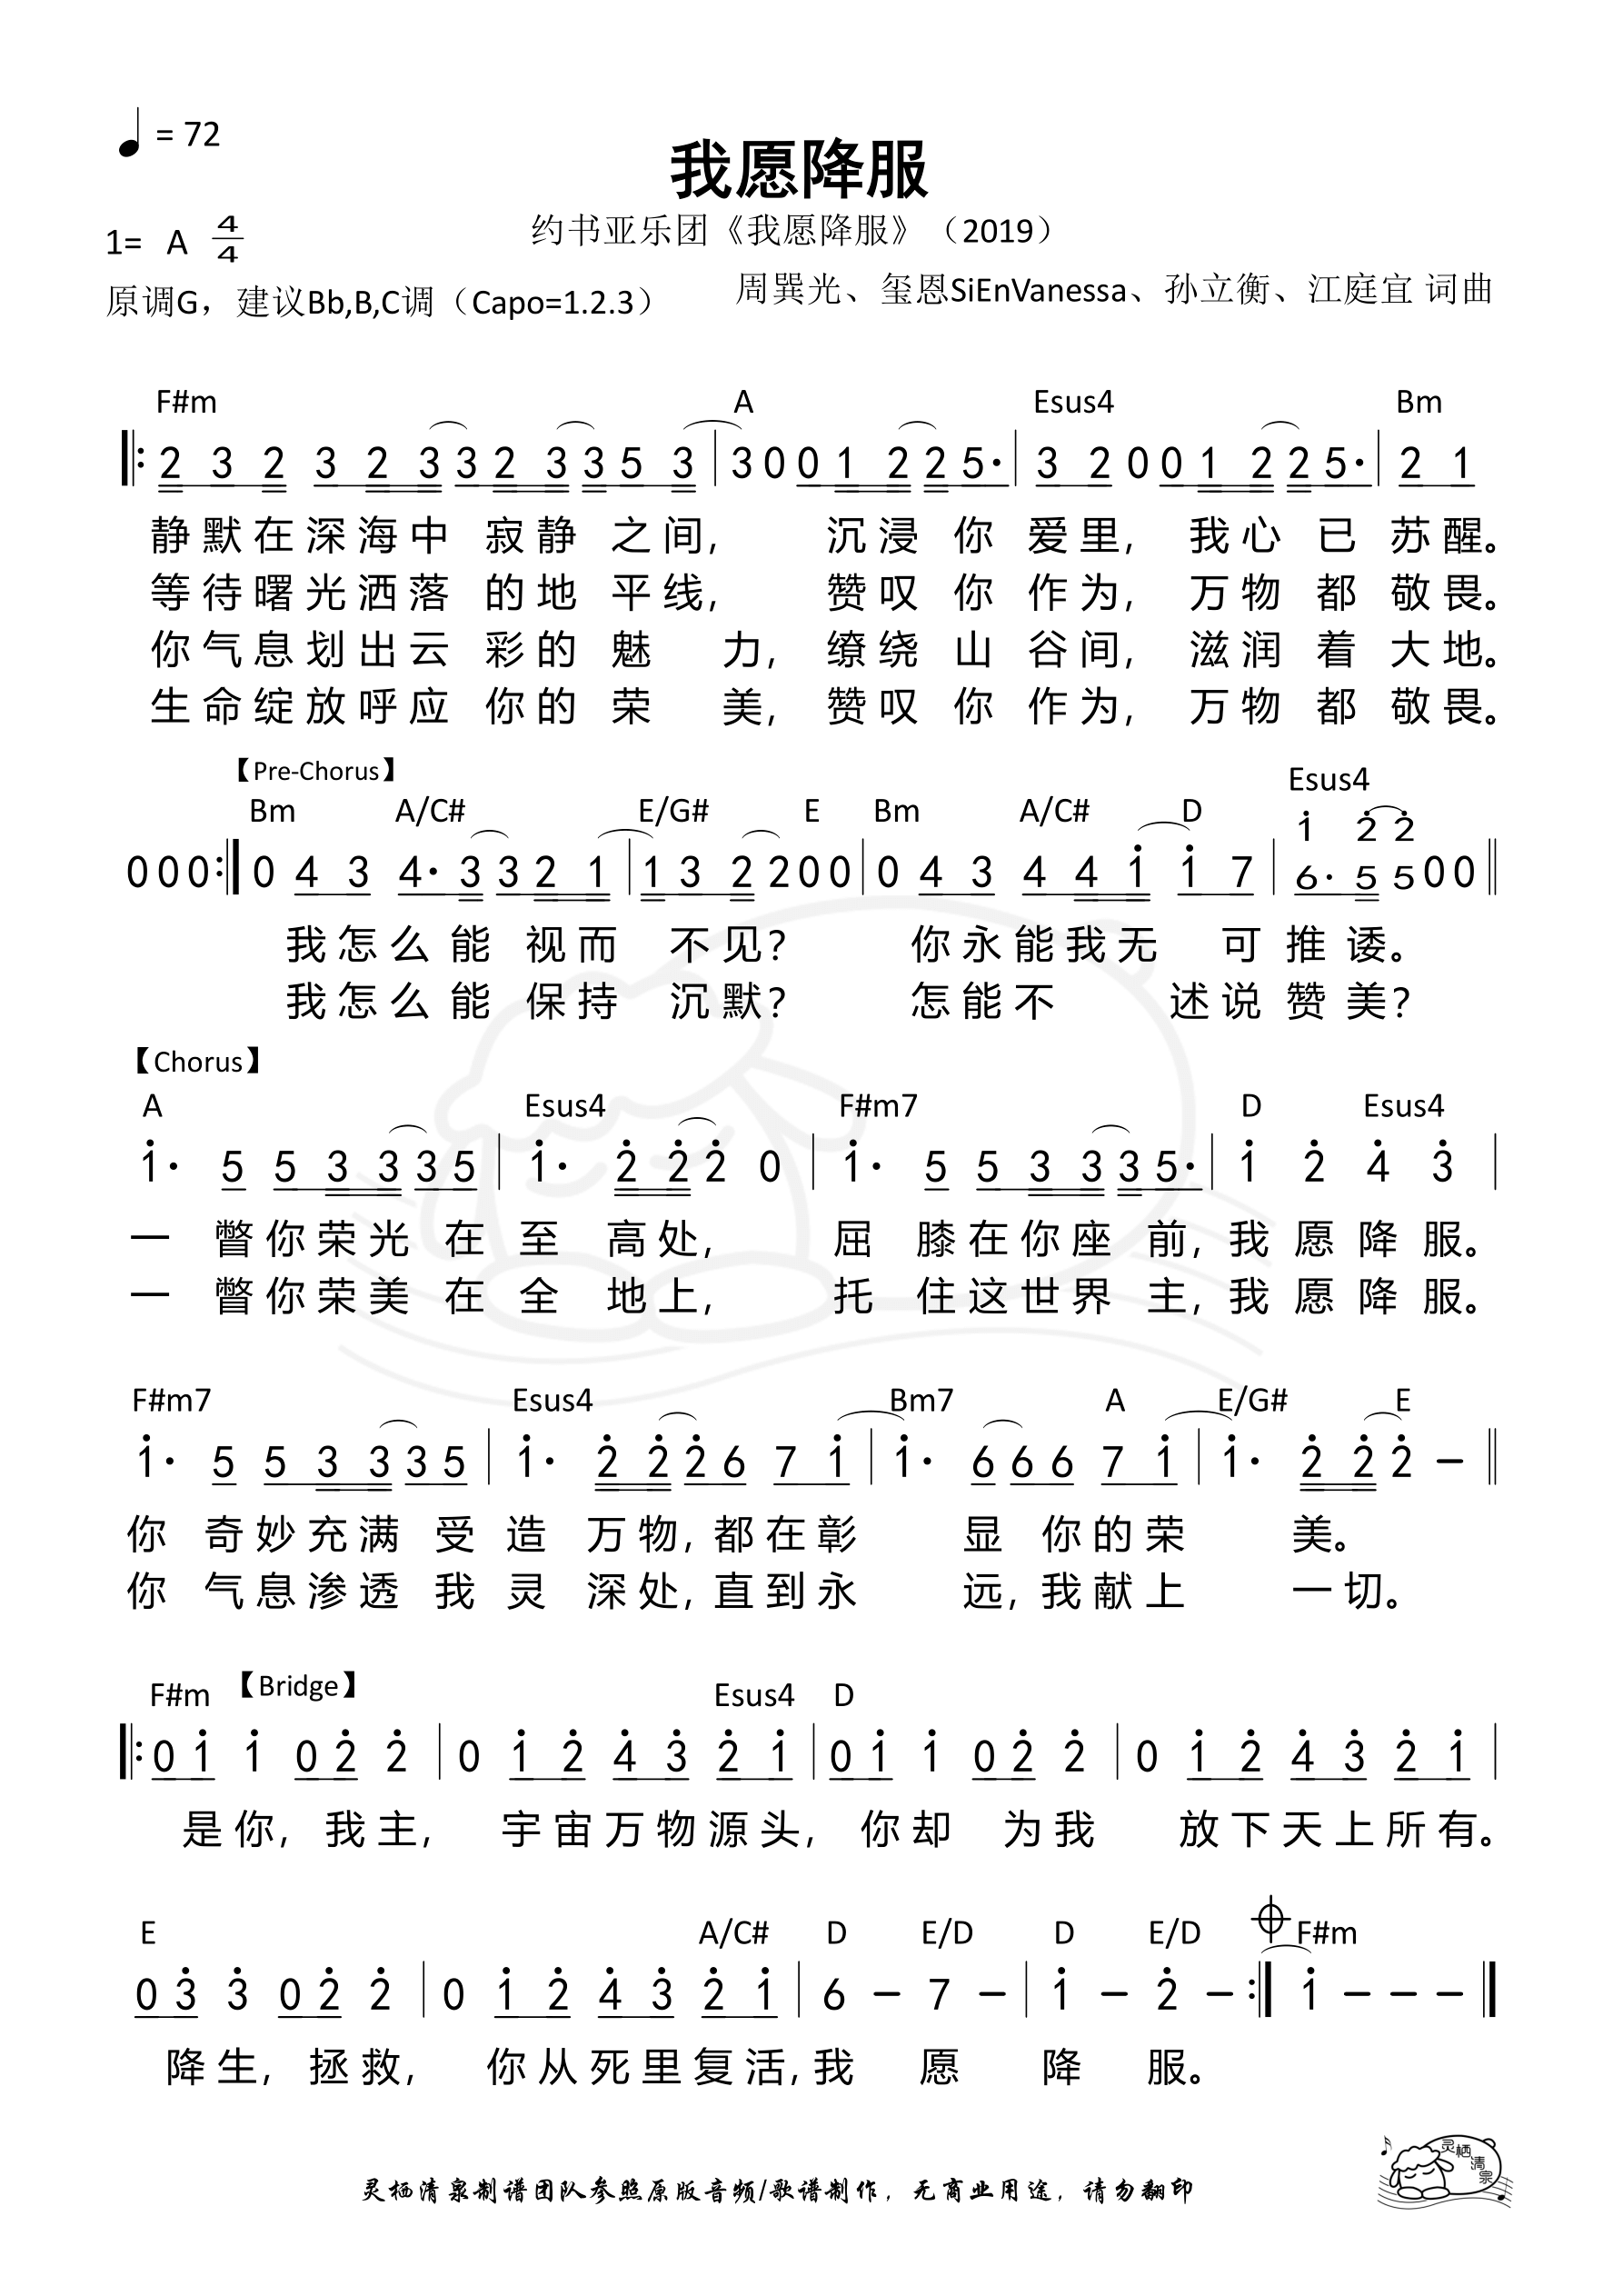 = 72
我愿降服
约书亚乐团《我愿降服》（2019）
1= A 4/4
原调G，建议Bb,B,C调（Capo=1.2.3）
周巽光、玺恩SiEnVanessa、孙立衡、江庭宜 词曲
F#m A Esus4 Bm
2 3 2 3 2 3 3 2 3 3 5 3 | 3 0 0 1 2 2 5· | 3 2 0 0 1 2 2 5· | 2 1
静默在深海中 寂静 之间， 沉浸 你 爱里， 我心 已 苏醒。
等待曙光洒落 的地 平线， 赞叹 你 作为， 万物 都 敬畏。
你气息划出云 彩的 魅 力， 缭绕 山 谷间， 滋润 着 大地。
生命绽放呼应 你的 荣 美， 赞叹 你 作为， 万物 都 敬畏。
【Pre-Chorus】
Bm A/C# E/G# E Bm A/C# D Esus4
1̇ 2̇ 2̇
0 0 0 :‖ 0 4 3 4· 3 3 2 1 | 1 3 2 2 0 0 | 0 4 3 4 4 1̇ 1̇ 7 | 6· 5 5 0 0 ‖
我怎么能 视而 不见？ 你永能我无 可推诿。
我怎么能 保持 沉默？ 怎能不 述说赞美？
【Chorus】
A Esus4 F#m7 D Esus4
1̇· 5 5 3 3 3 5 | 1̇· 2̇ 2̇ 2̇ 0 | 1̇· 5 5 3 3 3 5· | 1̇ 2̇ 4̇ 3̇ |
一 瞥你荣光 在 至 高处， 屈 膝在你座 前，我愿降服。
一 瞥你荣美 在 全 地上， 托 住这世界 主，我愿降服。
F#m7 Esus4 Bm7 A E/G# E
1̇· 5 5 3 3 3 5 | 1̇· 2̇ 2̇ 2̇ 6 7 1̇ | 1̇· 6 6 6 7 1̇ | 1̇· 2̇ 2̇ 2̇ – ‖
你 奇妙充满 受 造 万物，都在彰 显 你的荣 美。
你 气息渗透 我 灵 深处，直到永 远，我献上 一切。
F#m 【Bridge】 Esus4 D
‖: 0 1̇ 1̇ 0 2̇ 2̇ | 0 1̇ 2̇ 4̇ 3̇ 2̇ 1̇ | 0 1̇ 1̇ 0 2̇ 2̇ | 0 1̇ 2̇ 4̇ 3̇ 2̇ 1̇ |
是你，我主， 宇宙万物源头，你却 为我 放下天上所有。
E A/C# D E/D D E/D F#m
0 3̇ 3̇ 0 2̇ 2̇ | 0 1̇ 2̇ 4̇ 3̇ 2̇ 1̇ | 6 – 7 – | 1̇ – 2̇ – :‖ 1̇ – – – ‖
降生，拯救， 你从死里复活,我 愿 降 服。
灵栖清泉
灵栖清泉制谱团队参照原版音频/歌谱制作，无商业用途，请勿翻印